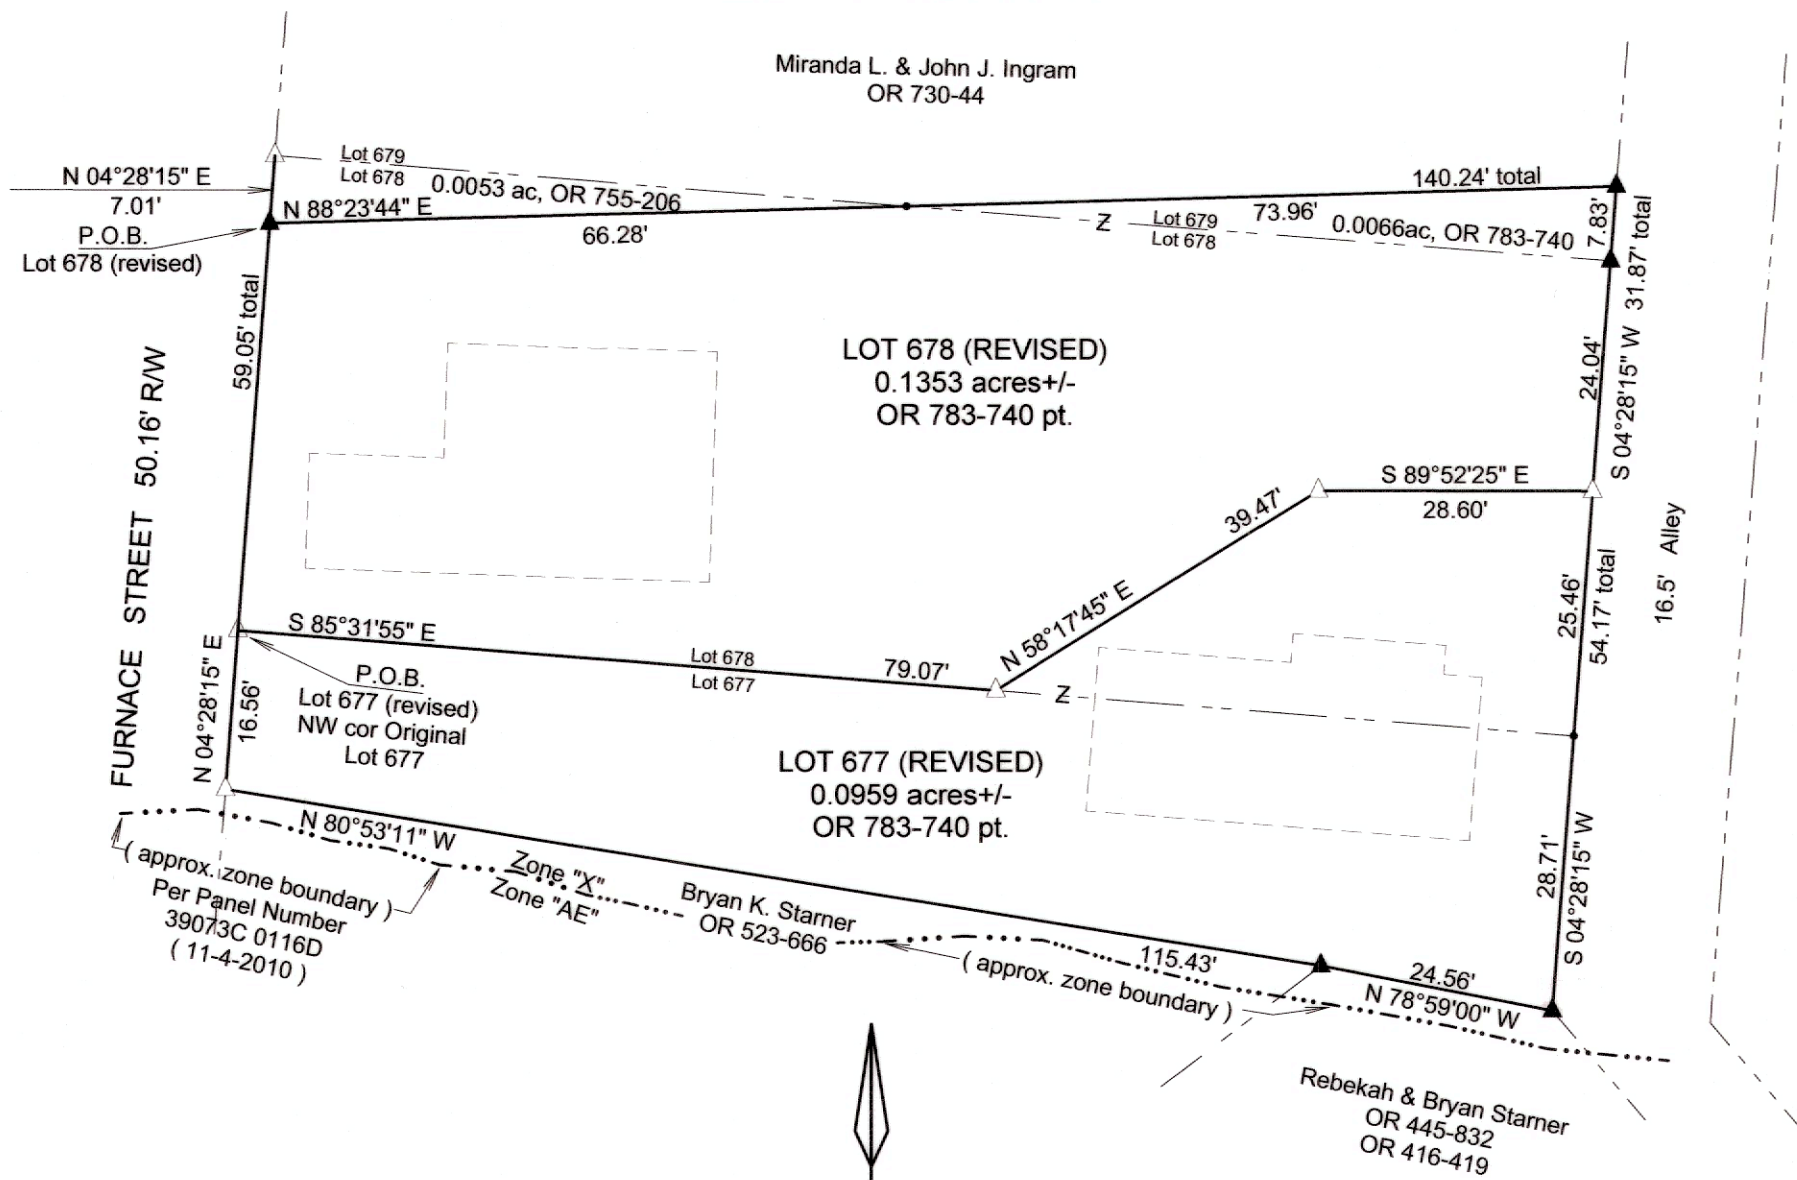 Miranda L. & John J. Ingram
OR 730-44
N 04°28'15" E
7.01'
P.O.B.
Lot 678 (revised)
Lot 679
Lot 678
0.0053 ac, OR 755-206
N 88°23'44" E
66.28'
140.24' total
73.96'
Z
Lot 679
Lot 678
0.0066ac, OR 783-740
7.83'
31.87' total
S 04°28'15" W
24.04'
59.05' total
FURNACE STREET 50.16' R/W
LOT 678 (REVISED)
0.1353 acres+/-
OR 783-740 pt.
S 89°52'25" E
28.60'
39.47'
N 58°17'45" E
16.5' Alley
25.46'
54.17' total
S 85°31'55" E
Lot 678
Lot 677
79.07'
Z
P.O.B.
Lot 677 (revised)
NW cor Original
Lot 677
N 04°28'15" E
16.56'
LOT 677 (REVISED)
0.0959 acres+/-
OR 783-740 pt.
28.71'
S 04°28'15" W
N 80°53'11" W
( approx. zone boundary )
Per Panel Number
39073C 0116D
( 11-4-2010 )
Zone "X"
Zone "AE"
Bryan K. Starner
OR 523-666
115.43'
( approx. zone boundary )
24.56'
N 78°59'00" W
Rebekah & Bryan Starner
OR 445-832
OR 416-419